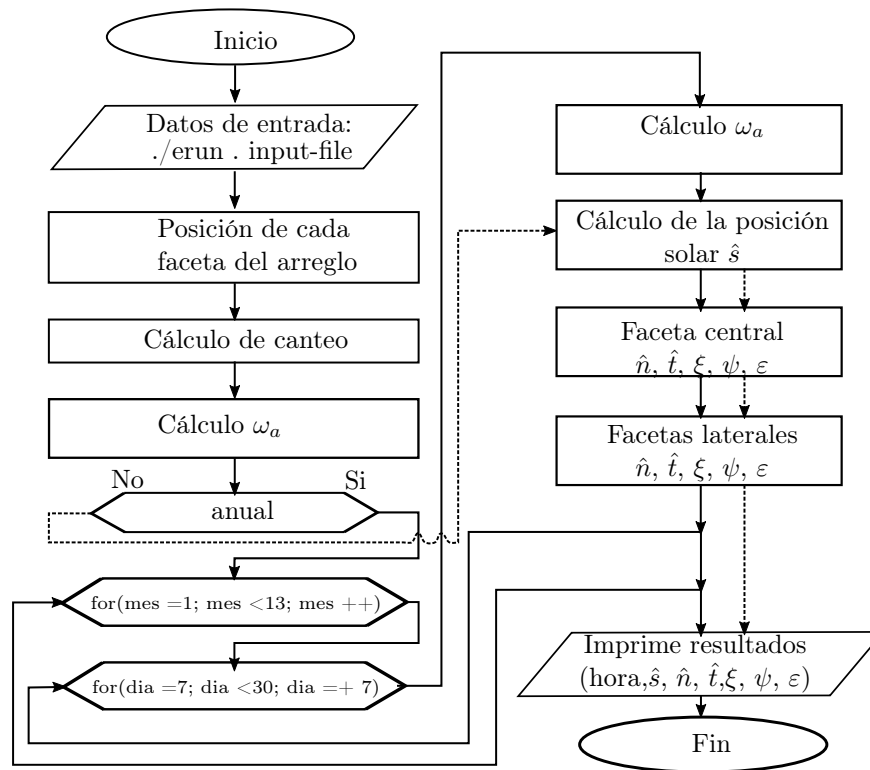 Inicio
Datos de entrada:
./erun . input-file
Posición de cada
faceta del arreglo
Cálculo de canteo
Cálculo ωₐ
No
Si
anual
for(mes =1; mes <13; mes ++)
for(dia =7; dia <30; dia =+ 7)
Cálculo ωₐ
Cálculo de la posición
solar ŝ
Faceta central
n̂, t̂, ξ, ψ, ε
Facetas laterales
n̂, t̂, ξ, ψ, ε
Imprime resultados
(hora,ŝ, n̂, t̂,ξ, ψ, ε)
Fin